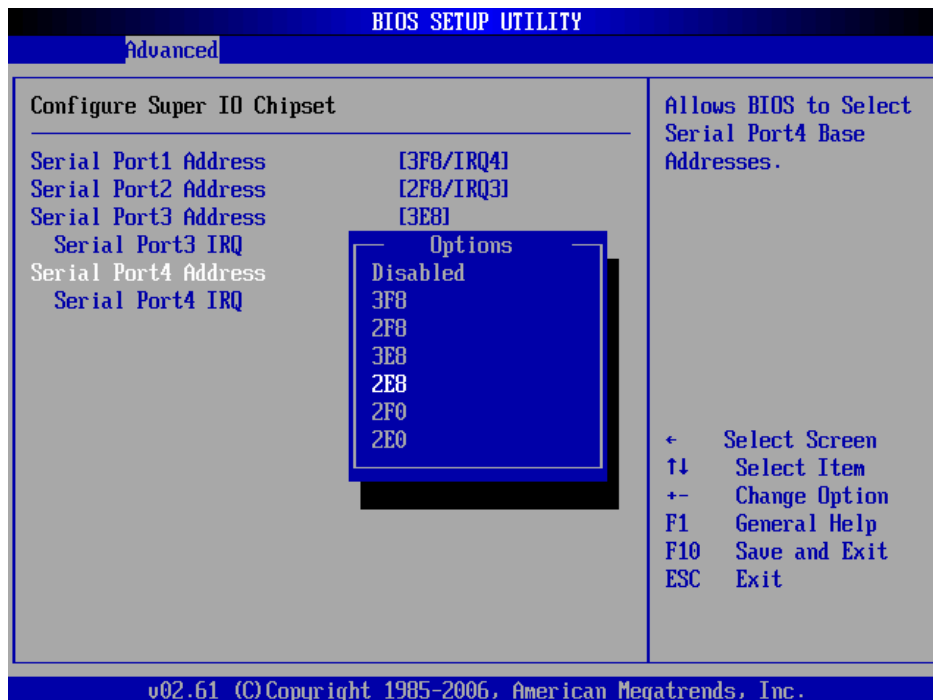 BIOS SETUP UTILITY
Advanced
Configure Super IO Chipset
Serial Port1 Address [3F8/IRQ4]
Serial Port2 Address [2F8/IRQ3]
Serial Port3 Address [3E8]
Serial Port3 IRQ
Serial Port4 Address
Serial Port4 IRQ
Options
Disabled
3F8
2F8
3E8
2E8
2F0
2E0
Allows BIOS to Select
Serial Port4 Base
Addresses.
← Select Screen
↑↓ Select Item
+- Change Option
F1 General Help
F10 Save and Exit
ESC Exit
v02.61 (C)Copyright 1985-2006, American Megatrends, Inc.